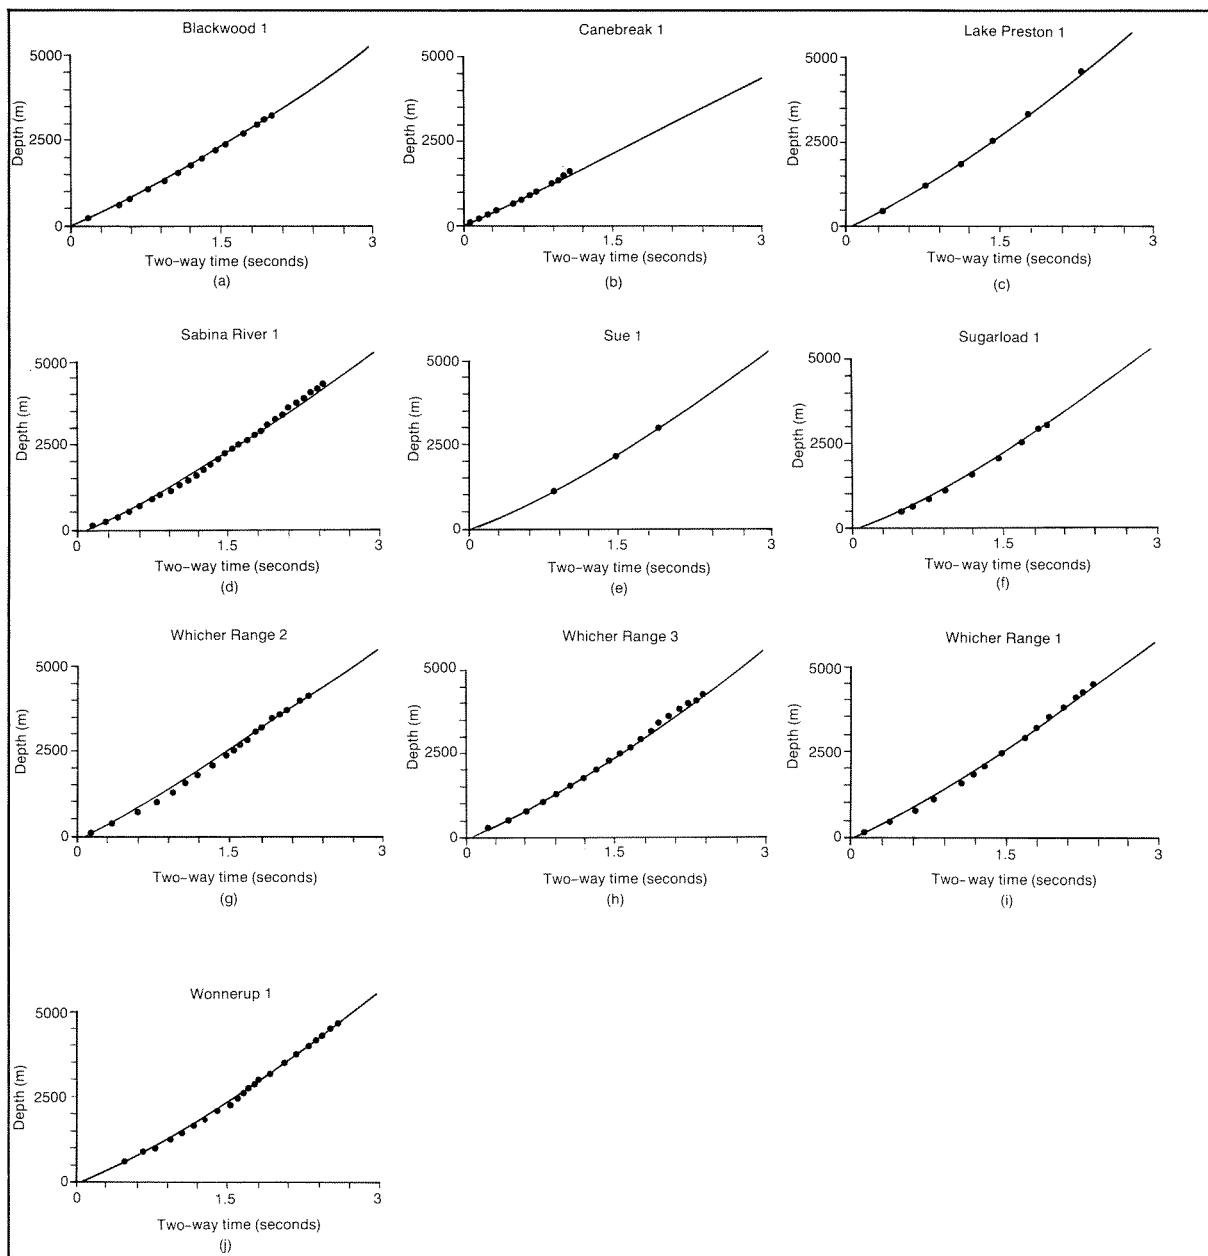 Blackwood 1
5000
2500
0
Depth (m)
0
1.5
3
Two-way time (seconds)
(a)
Canebreak 1
5000
2500
0
Depth (m)
0
1.5
3
Two-way time (seconds)
(b)
Lake Preston 1
5000
2500
0
Depth (m)
0
1.5
3
Two-way time (seconds)
(c)
Sabina River 1
5000
2500
0
Depth (m)
0
1.5
3
Two-way time (seconds)
(d)
Sue 1
5000
2500
0
Depth (m)
0
1.5
3
Two-way time (seconds)
(e)
Sugarload 1
5000
2500
0
Depth (m)
0
1.5
3
Two-way time (seconds)
(f)
Whicher Range 2
5000
2500
0
Depth (m)
0
1.5
3
Two-way time (seconds)
(g)
Whicher Range 3
5000
2500
0
Depth (m)
0
1.5
3
Two-way time (seconds)
(h)
Whicher Range 1
5000
2500
0
Depth (m)
0
1.5
3
Two-way time (seconds)
(i)
Wonnerup 1
5000
2500
0
Depth (m)
0
1.5
3
Two-way time (seconds)
(j)